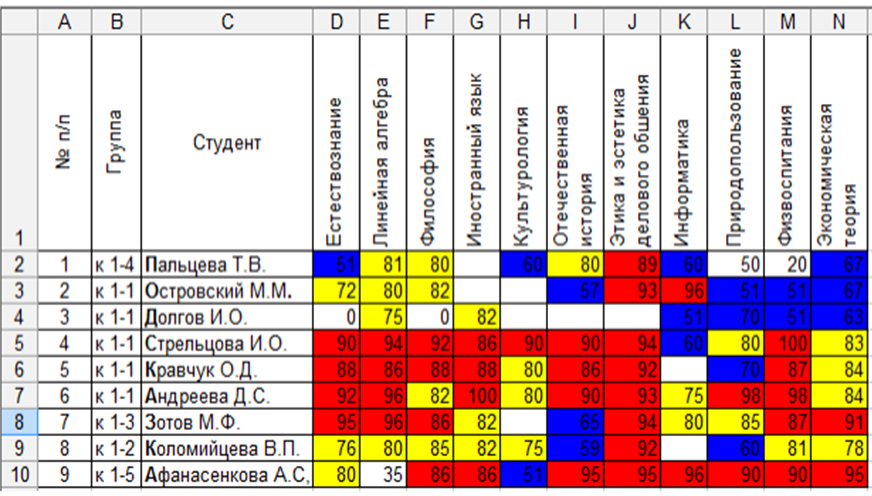 A B C D E F G H I J K L M N
1 № п/п Группа Студент Естествознание Линейная алгебра Философия Иностранный язык Культурология Отечественная история Этика и эстетика делового обшения Информатика Природопользование Физвоспитания Экономическая теория
2 1 к 1-4 Пальцева Т.В. 51 81 80 60 80 89 60 50 20 67
3 2 к 1-1 Островский М.М. 72 80 82 57 93 96 51 51 67
4 3 к 1-1 Долгов И.О. 0 75 0 82 51 70 51 63
5 4 к 1-1 Стрельцова И.О. 90 94 92 86 90 90 94 60 80 100 83
6 5 к 1-1 Кравчук О.Д. 88 86 88 88 80 86 92 70 87 84
7 6 к 1-1 Андреева Д.С. 92 96 82 100 80 90 93 75 98 98 84
8 7 к 1-3 Зотов М.Ф. 95 96 86 82 65 94 80 85 87 91
9 8 к 1-2 Коломийцева В.П. 76 80 85 82 75 59 92 60 81 78
10 9 к 1-5 Афанасенкова А.С, 80 35 86 86 51 95 95 96 90 90 95